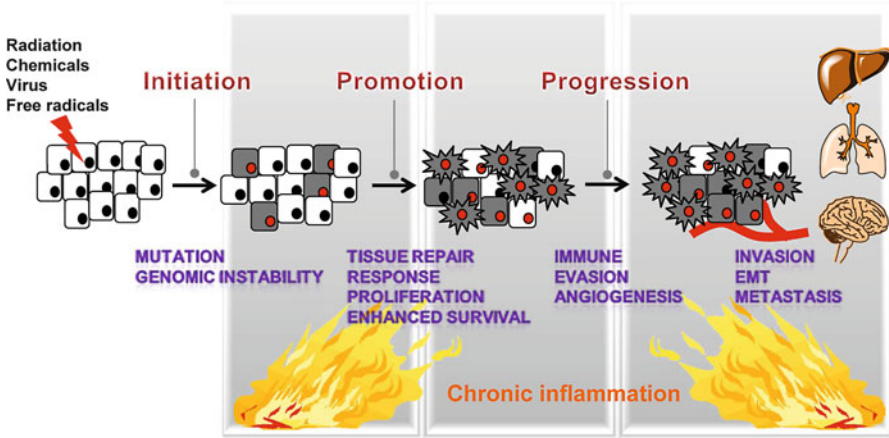 Radiation
Chemicals
Virus
Free radicals
Initiation
Promotion
Progression
MUTATION
GENOMIC INSTABILITY
TISSUE REPAIR
RESPONSE
PROLIFERATION
ENHANCED SURVIVAL
IMMUNE
EVASION
ANGIOGENESIS
INVASION
EMT
METASTASIS
Chronic inflammation